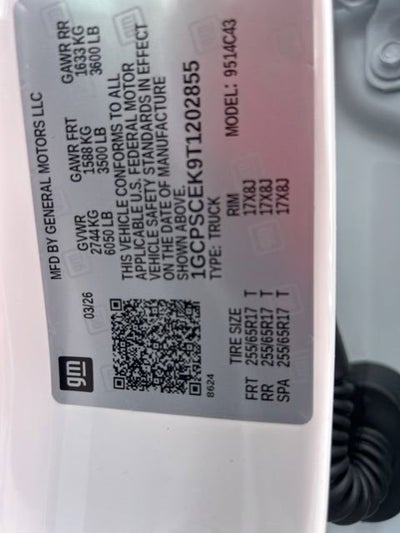 gm
03/26
MFD BY GENERAL MOTORS LLC
GVWR
2744 KG
6050 LB
GAWR FRT
1588 KG
3500 LB
GAWR RR
1633 KG
3600 LB
THIS VEHICLE CONFORMS TO ALL
APPLICABLE U.S. FEDERAL MOTOR
VEHICLE SAFETY STANDARDS IN EFFECT
ON THE DATE OF MANUFACTURE
SHOWN ABOVE.
1GCPSCEK9T1202855
TYPE: TRUCK
MODEL: 9514C43
8624
TIRE SIZE RIM
FRT 255/65R17 T 17X8J
RR 255/65R17 T 17X8J
SPA 255/65R17 T 17X8J